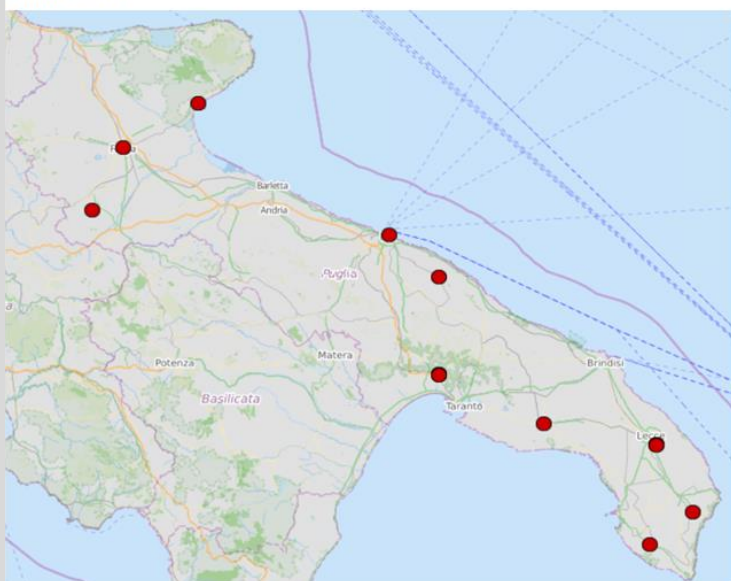 Barletta
Andria
Puglia
Matera
Potenza
Brindisi
Basilicata
Taranto
Lecce